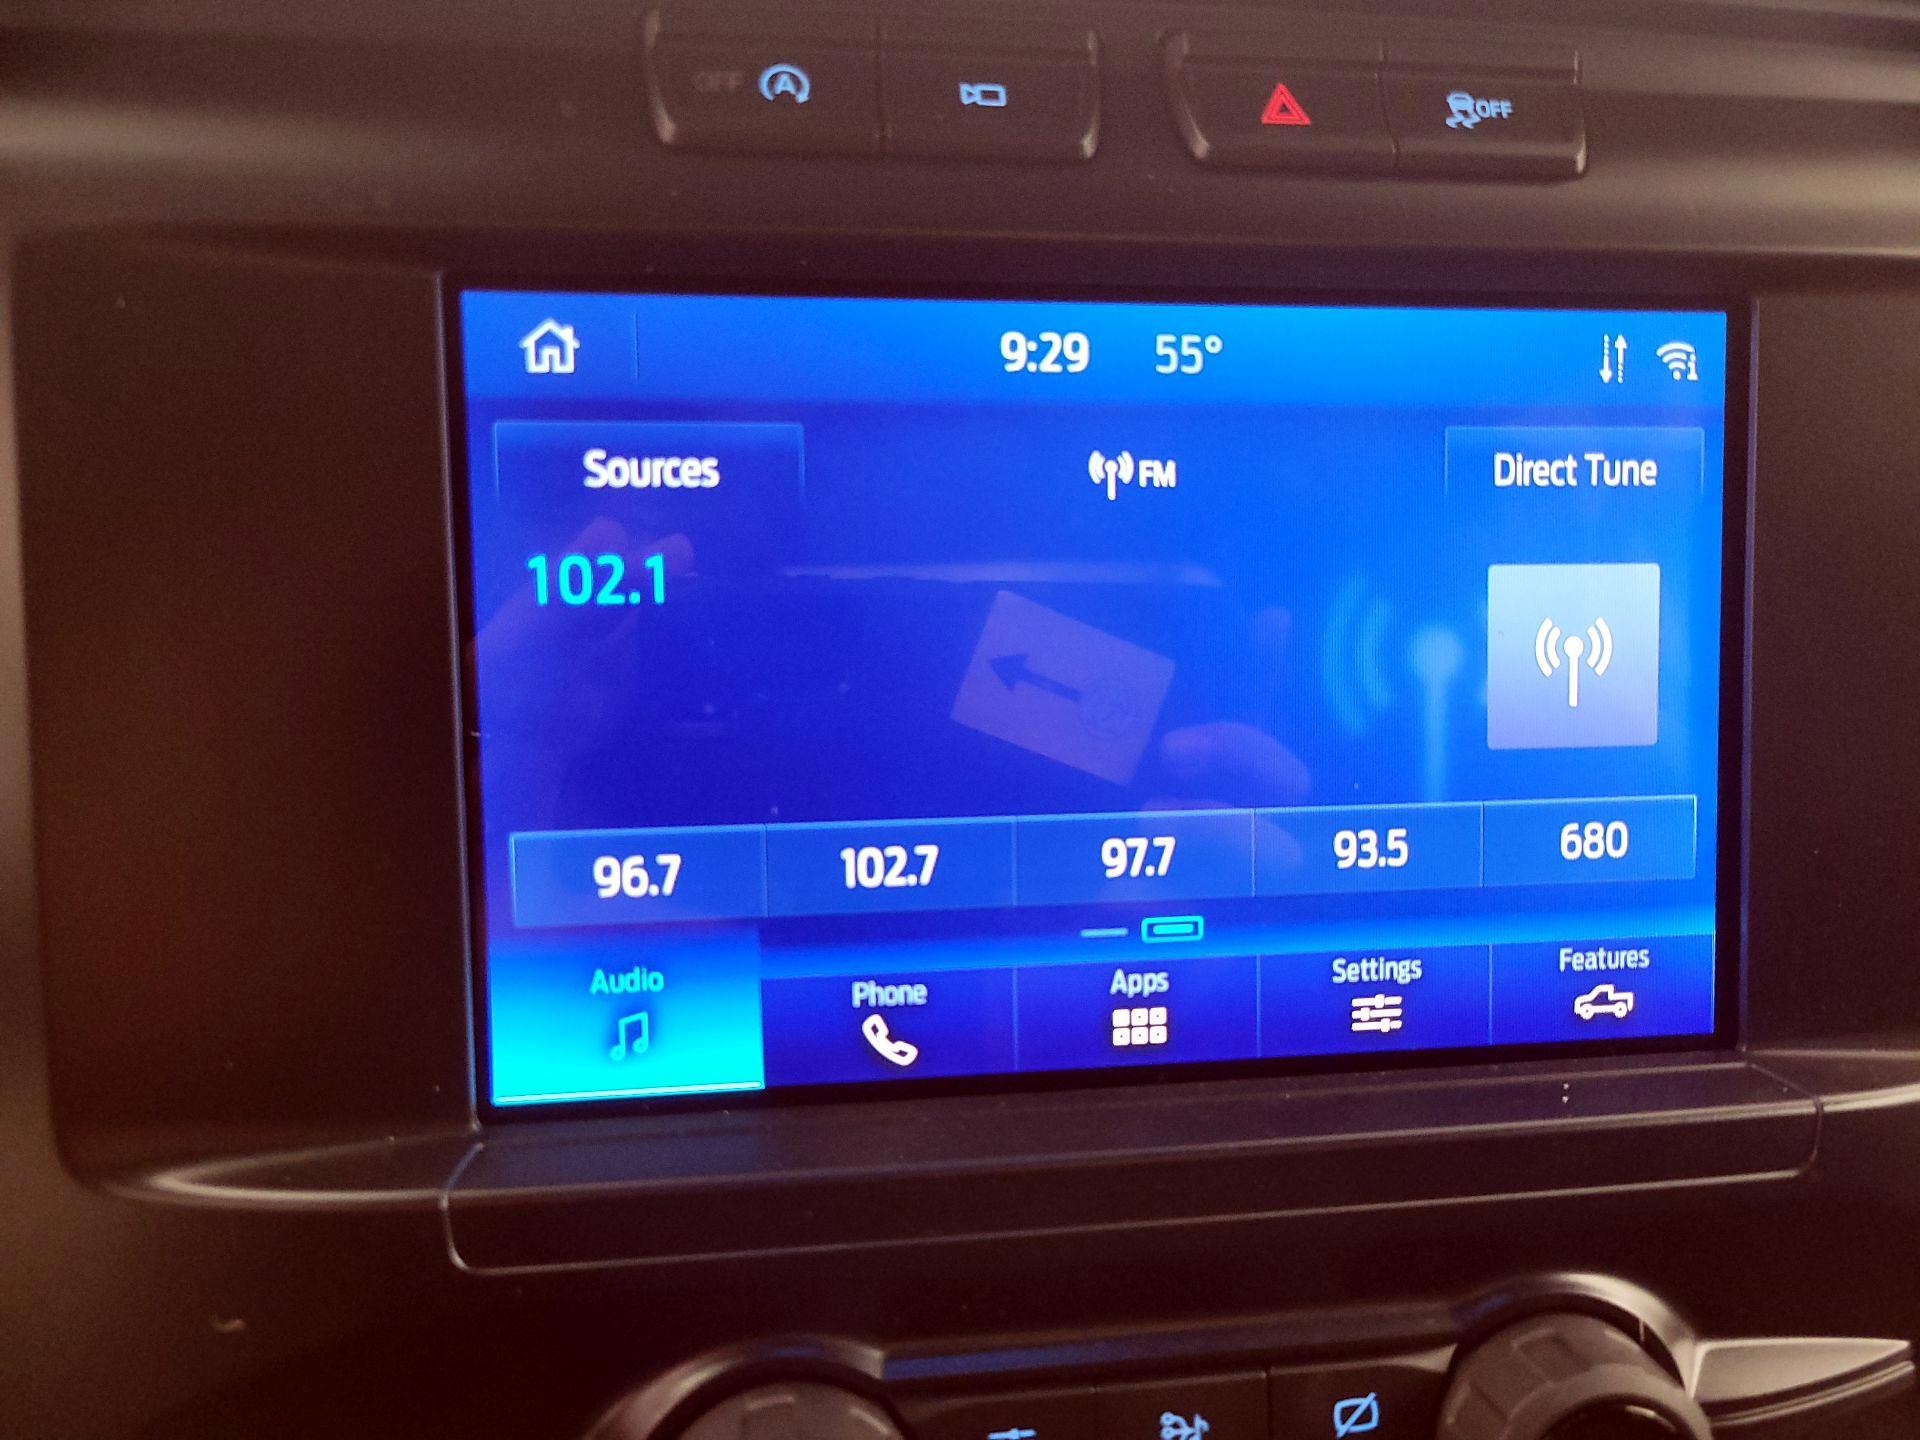 OFF A
OFF
9:29 55°
Sources FM Direct Tune
102.1
96.7 102.7 97.7 93.5 680
Audio Phone Apps Settings Features